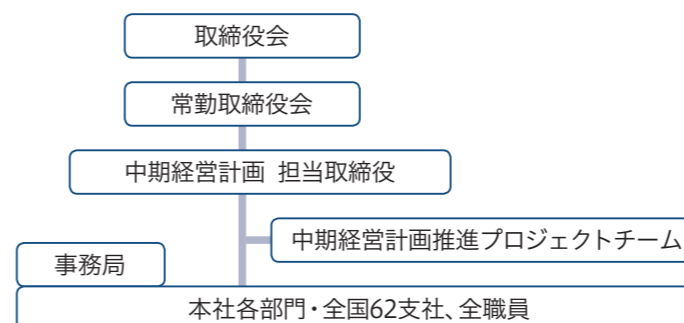 取締役会
常勤取締役会
中期経営計画 担当取締役
中期経営計画推進プロジェクトチーム
事務局
本社各部門・全国62支社、全職員